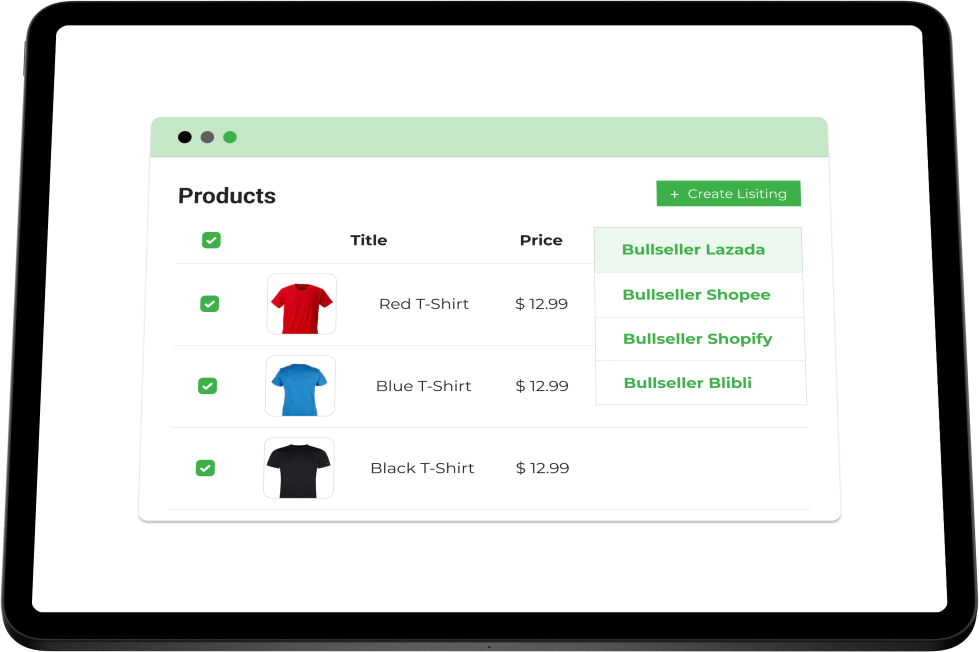 Products
+ Create Lisiting
Title Price
Bullseller Lazada
Bullseller Shopee
Red T-Shirt $ 12.99
Bullseller Shopify
Bullseller Blibli
Blue T-Shirt $ 12.99
Black T-Shirt $ 12.99